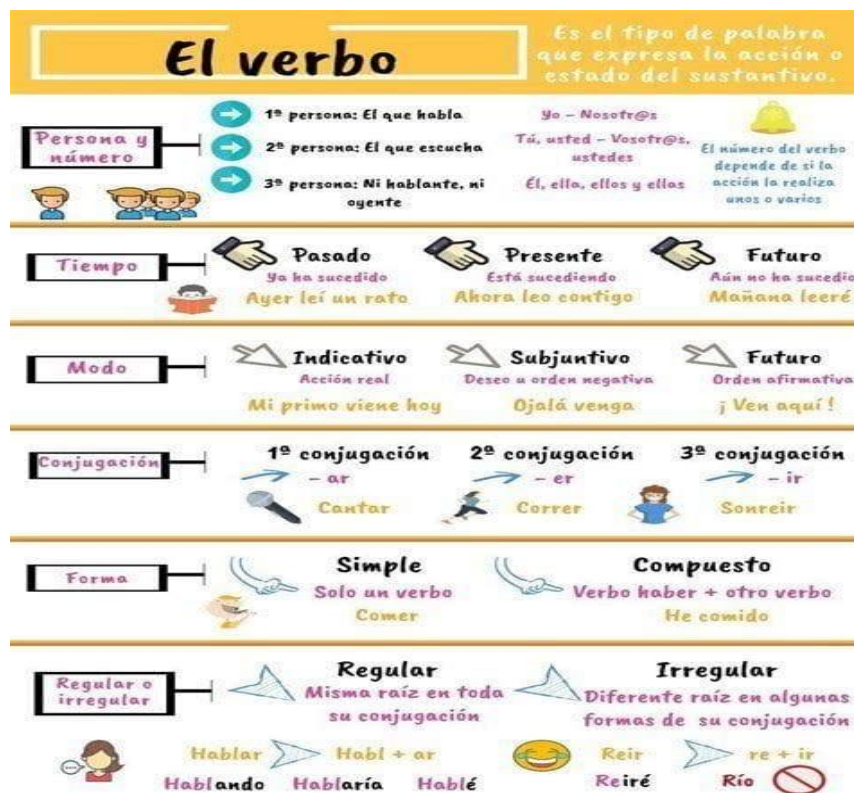 El verbo
Es el tipo de palabra
que expresa la acción o
estado del sustantivo.
Persona y
número
1ª persona: El que habla
2ª persona: El que escucha
3ª persona: Ni hablante, ni
oyente
Yo - Nosotr@s
Tú, usted - Vosotr@s,
ustedes
Él, ella, ellos y ellas
El número del verbo
depende de si la
acción la realiza
unos o varios
Tiempo
Pasado
Ya ha sucedido
Ayer leí un rato
Presente
Está sucediendo
Ahora leo contigo
Futuro
Aún no ha sucedio
Mañana leeré
Modo
Indicativo
Acción real
Mi primo viene hoy
Subjuntivo
Deseo u orden negativa
Ojalá venga
Futuro
Orden afirmativa
¡ Ven aquí !
Conjugación
1ª conjugación
- ar
Cantar
2ª conjugación
- er
Correr
3ª conjugación
- ir
Sonreir
Forma
Simple
Solo un verbo
Comer
Compuesto
Verbo haber + otro verbo
He comido
Regular o
irregular
Regular
Misma raíz en toda
su conjugación
Hablar
Habl + ar
Hablando Hablaría Hablé
Irregular
Diferente raíz en algunas
formas de su conjugación
Reir
re + ir
Reiré Río